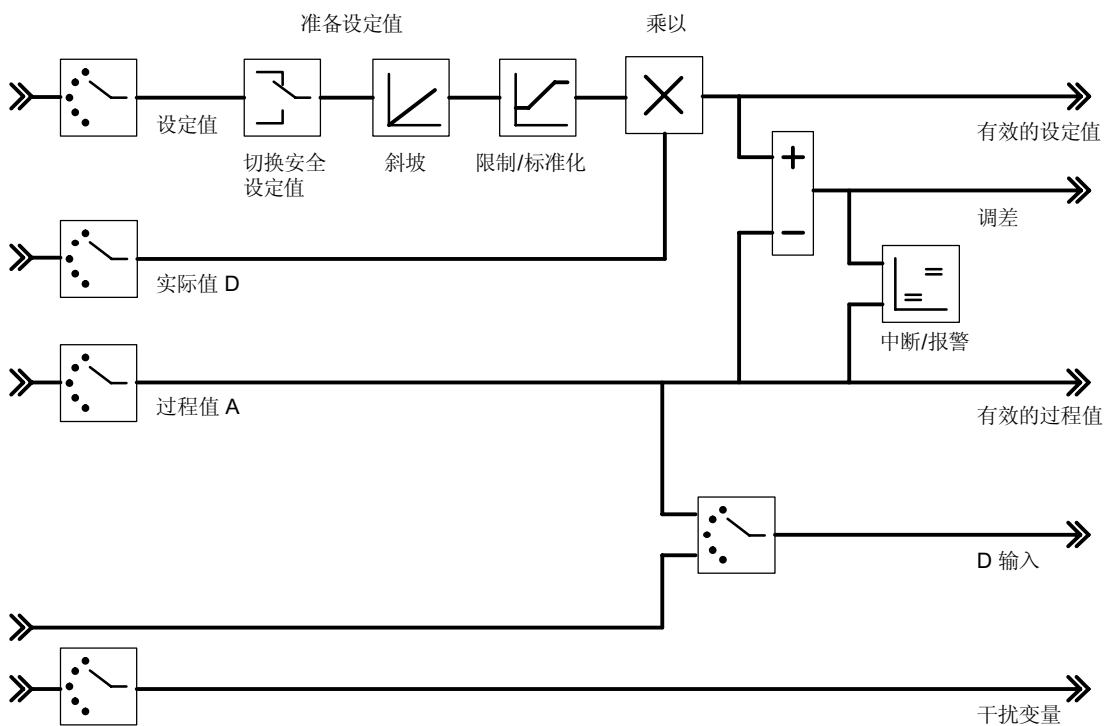 准备设定值
乘以
设定值
切换安全
设定值
斜坡
限制/标准化
有效的设定值
调差
实际值 D
中断/报警
过程值 A
有效的过程值
D 输入
干扰变量